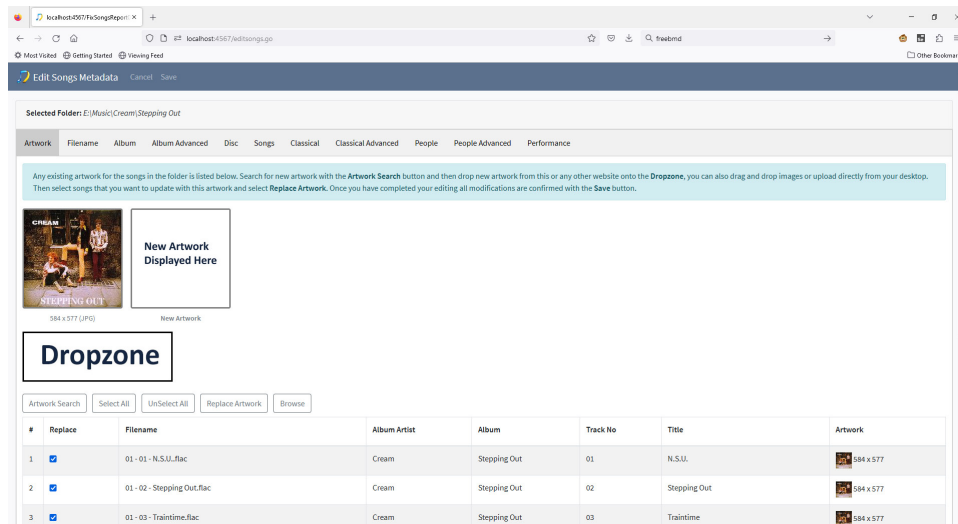 localhost:4567/FixSongsReport
localhost:4567/editsongs.go
freebmd
Most Visited Getting Started Viewing Feed Other Bookmar
Edit Songs Metadata Cancel Save
Selected Folder: E:\Music\Cream\Stepping Out
Artwork Filename Album Album Advanced Disc Songs Classical Classical Advanced People People Advanced Performance
Any existing artwork for the songs in the folder is listed below. Search for new artwork with the Artwork Search button and then drop new artwork from this or any other website onto the Dropzone, you can also drag and drop images or upload directly from your desktop.
Then select songs that you want to update with this artwork and select Replace Artwork. Once you have completed your editing all modifications are confirmed with the Save button.
CREAM
STEPPING OUT
New Artwork
Displayed Here
584 x 577 (JPG) New Artwork
Dropzone
Artwork Search Select All UnSelect All Replace Artwork Browse
# Replace Filename Album Artist Album Track No Title Artwork
1 01 - 01 - N.S.U..flac Cream Stepping Out 01 N.S.U. 584 x 577
2 01 - 02 - Stepping Out.flac Cream Stepping Out 02 Stepping Out 584 x 577
3 01 - 03 - Traintime.flac Cream Stepping Out 03 Traintime 584 x 577